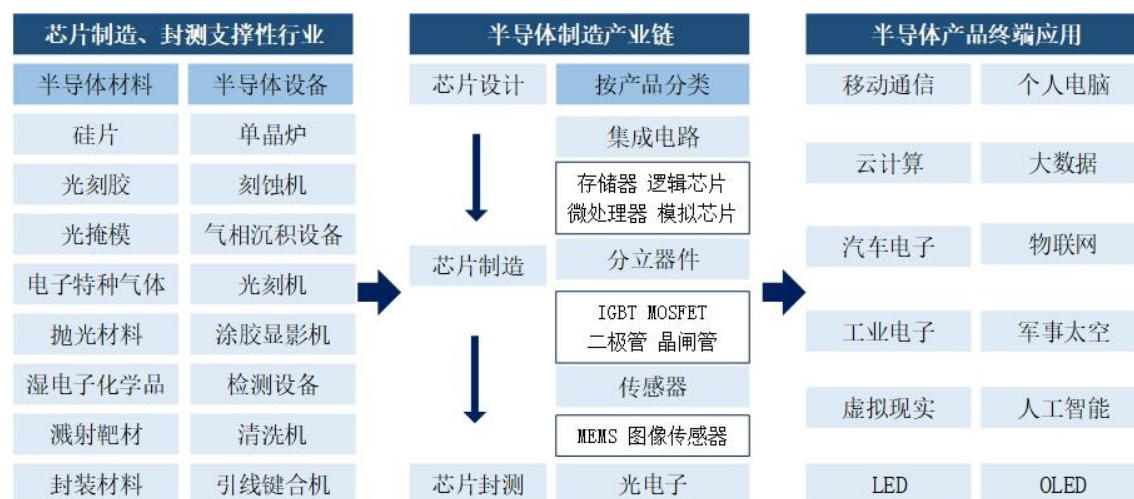 芯片制造、封测支撑性行业
半导体材料 半导体设备
硅片 单晶炉
光刻胶 刻蚀机
光掩模 气相沉积设备
电子特种气体 光刻机
抛光材料 涂胶显影机
湿电子化学品 检测设备
溅射靶材 清洗机
封装材料 引线键合机
半导体制造产业链
芯片设计 按产品分类
集成电路
存储器 逻辑芯片
微处理器 模拟芯片
芯片制造 分立器件
IGBT MOSFET
二极管 晶闸管
传感器
MEMS 图像传感器
芯片封测 光电子
半导体产品终端应用
移动通信 个人电脑
云计算 大数据
汽车电子 物联网
工业电子 军事太空
虚拟现实 人工智能
LED OLED